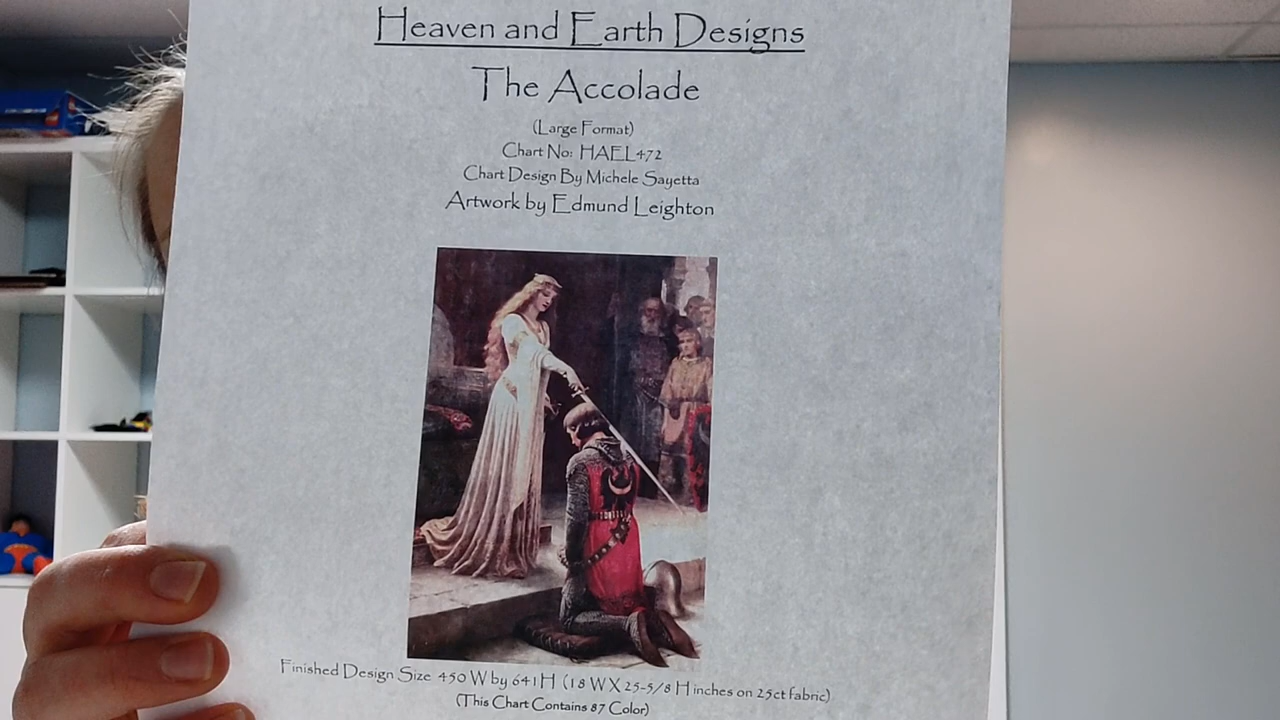 Heaven and Earth Designs
The Accolade
(Large Format)
Chart No: HAEL472
Chart Design By Michele Sayetta
Artwork by Edmund Leighton
Finished Design Size 450 W by 641H (18 W X 25-5/8 H inches on 25ct fabric)
(This Chart Contains 87 Color)